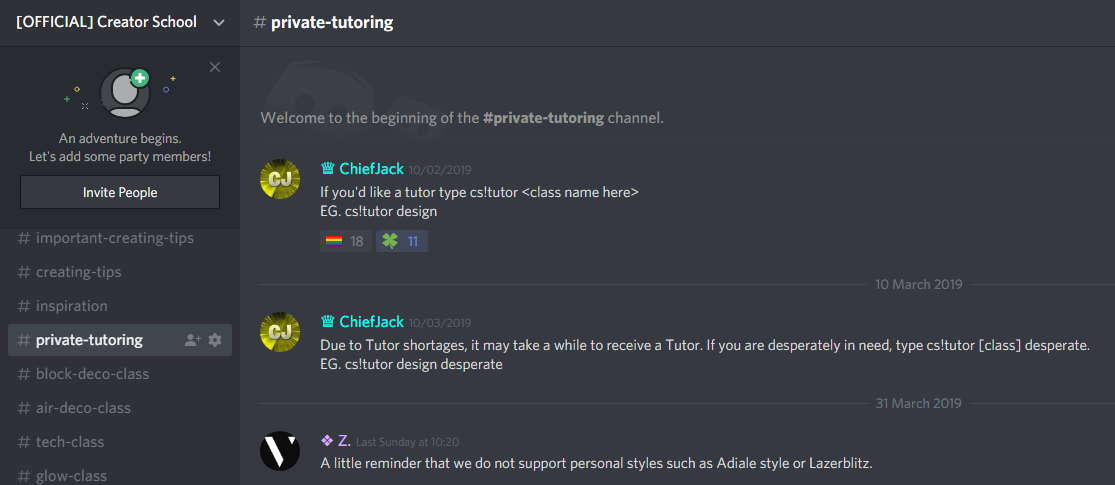 [OFFICIAL] Creator School
An adventure begins.
Let's add some party members!
Invite People
# important-creating-tips
# creating-tips
# inspiration
# private-tutoring
# block-deco-class
# air-deco-class
# tech-class
# glow-class
# private-tutoring
Welcome to the beginning of the #private-tutoring channel.
CJ
ChiefJack 10/02/2019
If you'd like a tutor type cs!tutor <class name here>
EG. cs!tutor design
18 11
10 March 2019
CJ
ChiefJack 10/03/2019
Due to Tutor shortages, it may take a while to receive a Tutor. If you are desperately in need, type cs!tutor [class] desperate.
EG. cs!tutor design desperate
31 March 2019
Z. Last Sunday at 10:20
A little reminder that we do not support personal styles such as Adiale style or Lazerblitz.